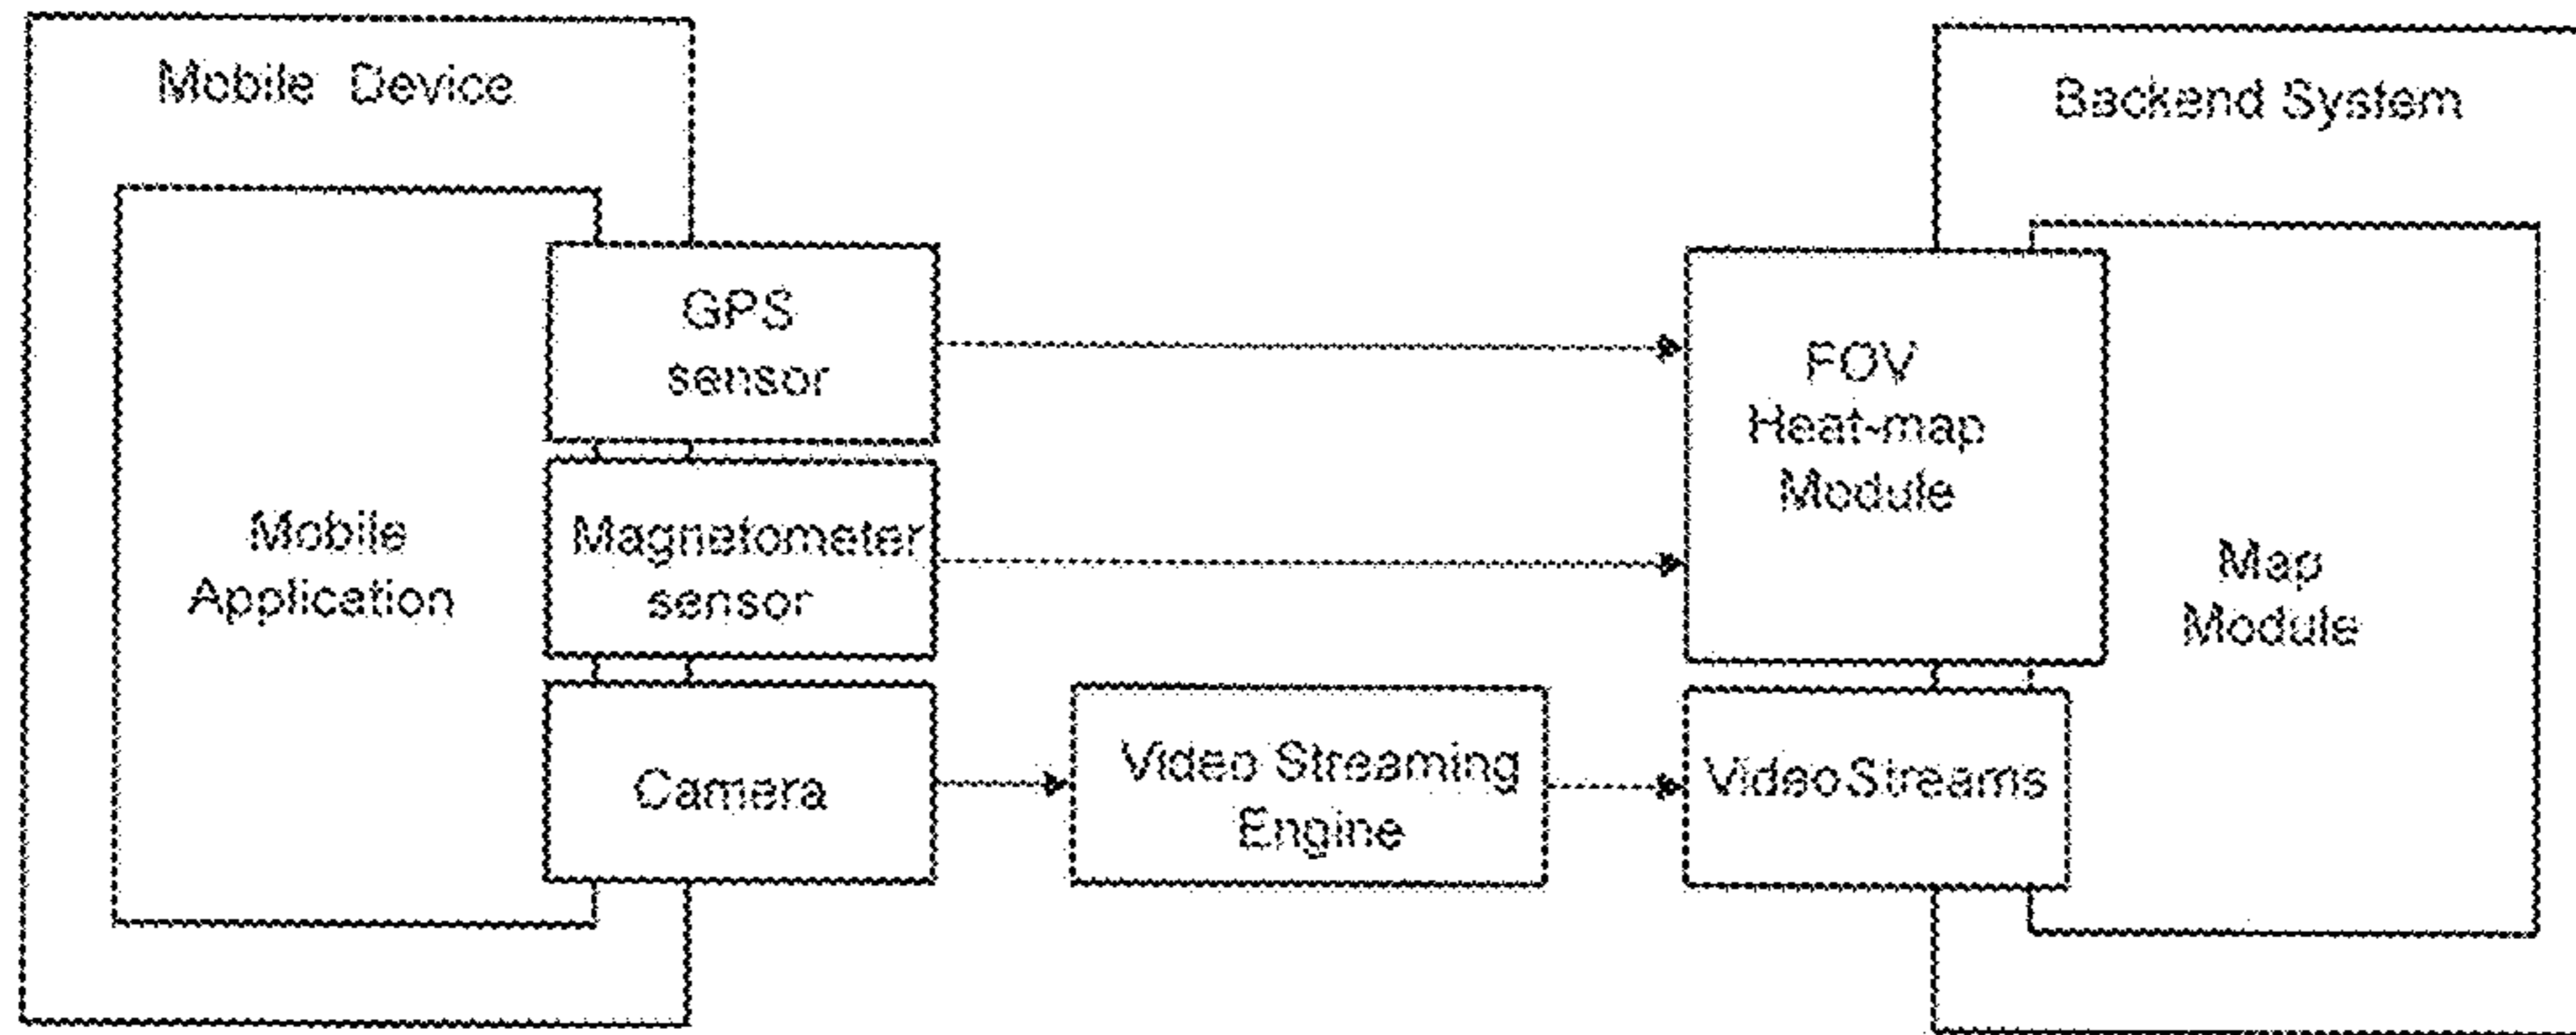 Mobile Device
Backend System
GPS
sensor
FOV
Heat-map
Module
Mobile
Application
Magnetometer
sensor
Map
Module
Camera
Video Streaming
Engine
VideoStreams